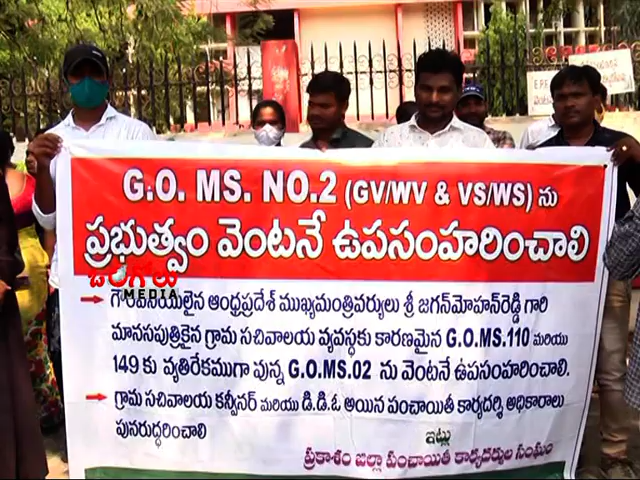 G.O. MS. NO.2 (GV/WV & VS/WS) ను
ప్రభుత్వం వెంటనే ఉపసంహరించాలి
గౌరవనీయులైన ఆంధ్రప్రదేశ్ ముఖ్యమంత్రివర్యులు శ్రీ జగన్‌మోహన్‌రెడ్డి గారి
మానసపుత్రికైన గ్రామ సచివాలయ వ్యవస్థకు కారణమైన G.O.MS.110 మరియు
149 కు వ్యతిరేకముగా వున్న G.O.MS.02 ను వెంటనే ఉపసంహరించాలి.
గ్రామ సచివాలయ కన్వీనర్ మరియు డి.డి.ఓ అయిన పంచాయితీ కార్యదర్శి అధికారాలు
పునరుద్ధరించాలి
ఇట్లు
ప్రకాశం జిల్లా పంచాయితీ కార్యదర్శుల సంఘం
MEDIA
E.P.F